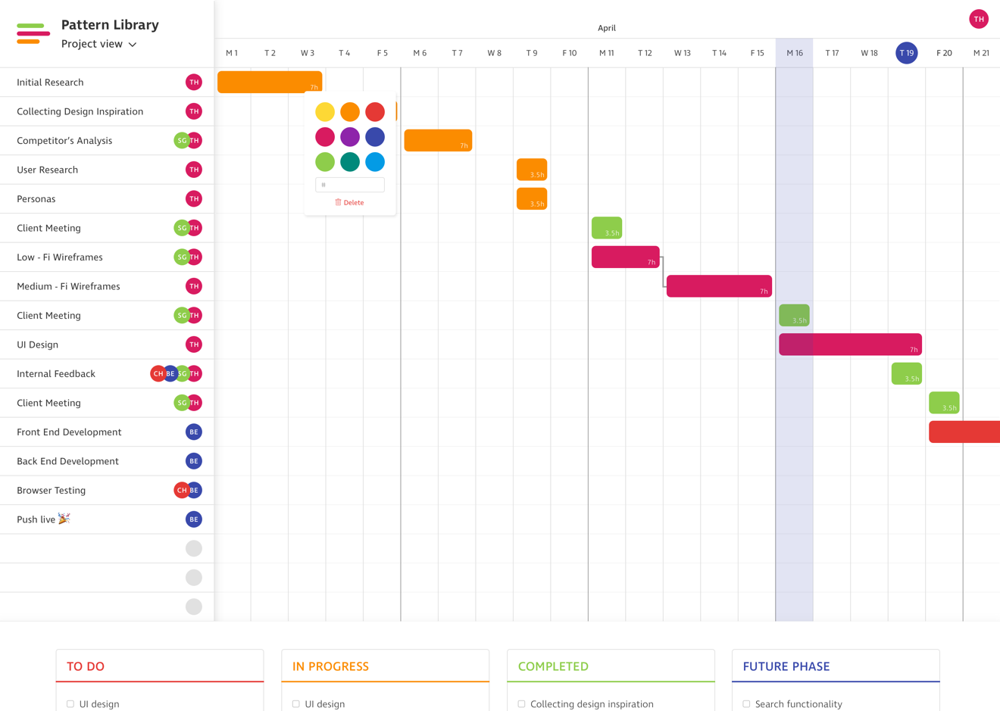 Pattern Library
Project view
TH
April
M 1 T 2 W 3 T 4 F 5 M 6 T 7 W 8 T 9 F 10 M 11 T 12 W 13 T 14 F 15 M 16 T 17 W 18 T 19 F 20 M 21
Initial Research TH 7h
Collecting Design Inspiration TH
Competitor's Analysis SG TH 7h
User Research TH 3.5h
Personas TH 3.5h
#
Delete
Client Meeting SG TH 3.5h
Low - Fi Wireframes SG TH 7h
Medium - Fi Wireframes TH 7h
Client Meeting SG TH 3.5h
UI Design TH 7h
Internal Feedback CH BE SG TH 3.5h
Client Meeting SG TH 3.5h
Front End Development BE
Back End Development BE
Browser Testing CH BE
Push live 🎉 BE
TO DO
UI design
IN PROGRESS
UI design
COMPLETED
Collecting design inspiration
FUTURE PHASE
Search functionality